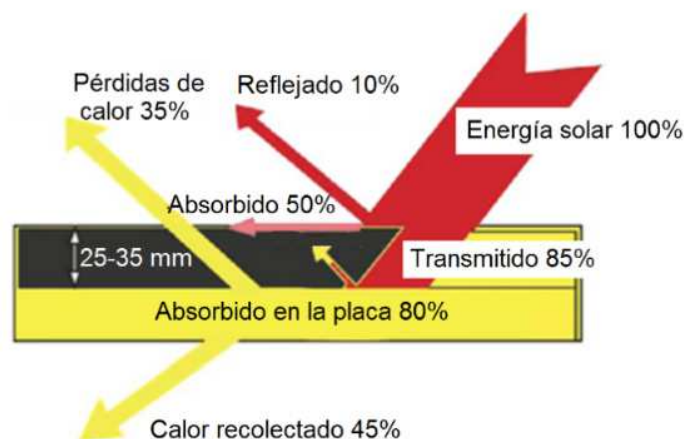 Pérdidas de
calor 35%
Reflejado 10%
Energía solar 100%
Absorbido 50%
25-35 mm
Transmitido 85%
Absorbido en la placa 80%
Calor recolectado 45%